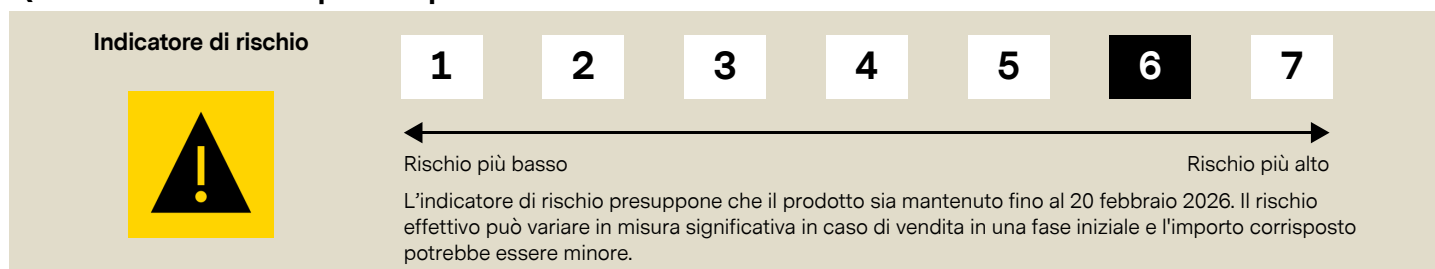 Indicatore di rischio
1 2 3 4 5 6 7
!
Rischio più basso Rischio più alto
L'indicatore di rischio presuppone che il prodotto sia mantenuto fino al 20 febbraio 2026. Il rischio
effettivo può variare in misura significativa in caso di vendita in una fase iniziale e l'importo corrisposto
potrebbe essere minore.